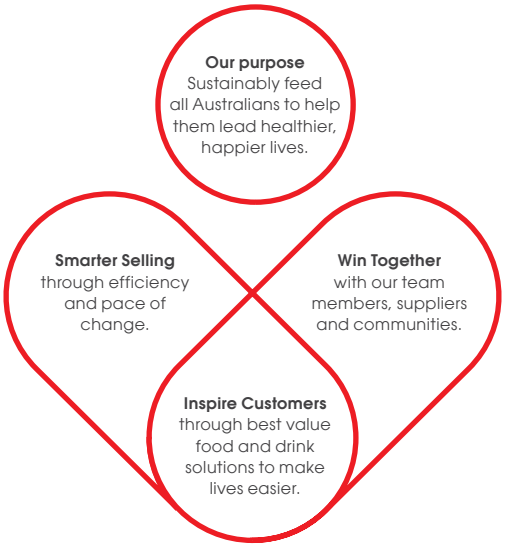 Our purpose
Sustainably feed
all Australians to help
them lead healthier,
happier lives.
Smarter Selling
through efficiency
and pace of
change.
Win Together
with our team
members, suppliers
and communities.
Inspire Customers
through best value
food and drink
solutions to make
lives easier.